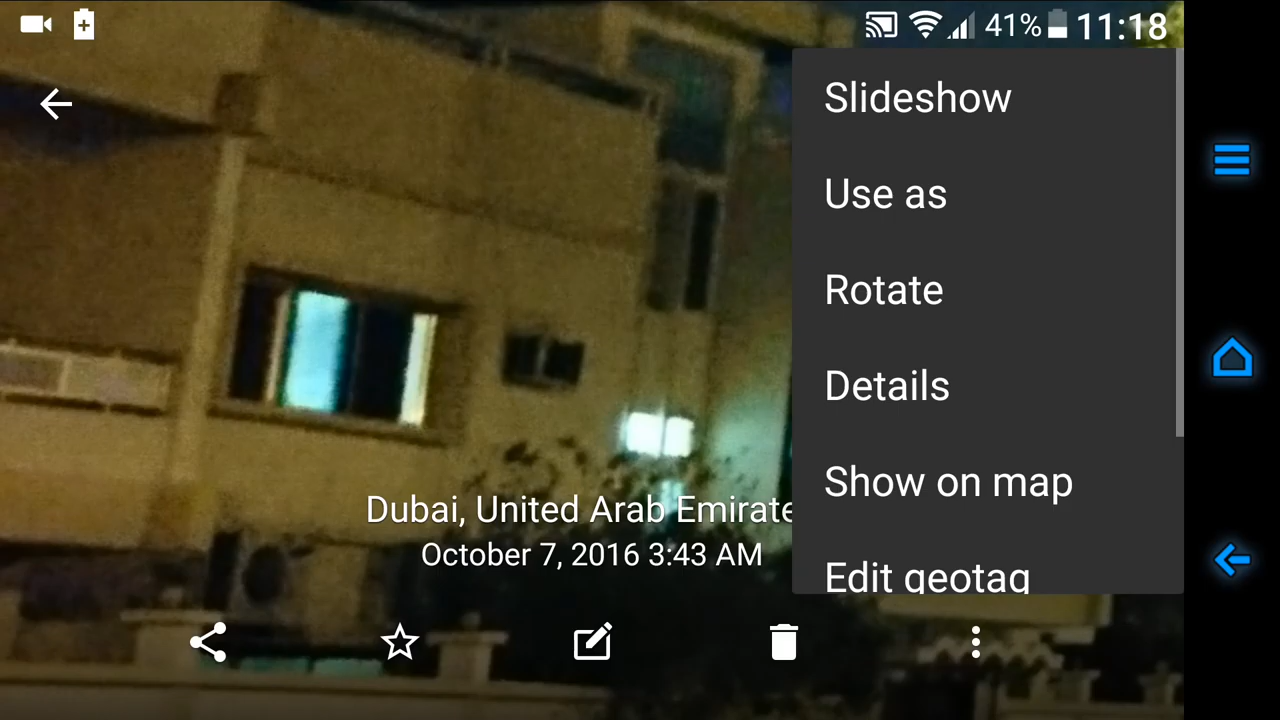 41% 11:18
Slideshow
Use as
Rotate
Details
Show on map
Edit geotag
Dubai, United Arab Emirate
October 7, 2016 3:43 AM